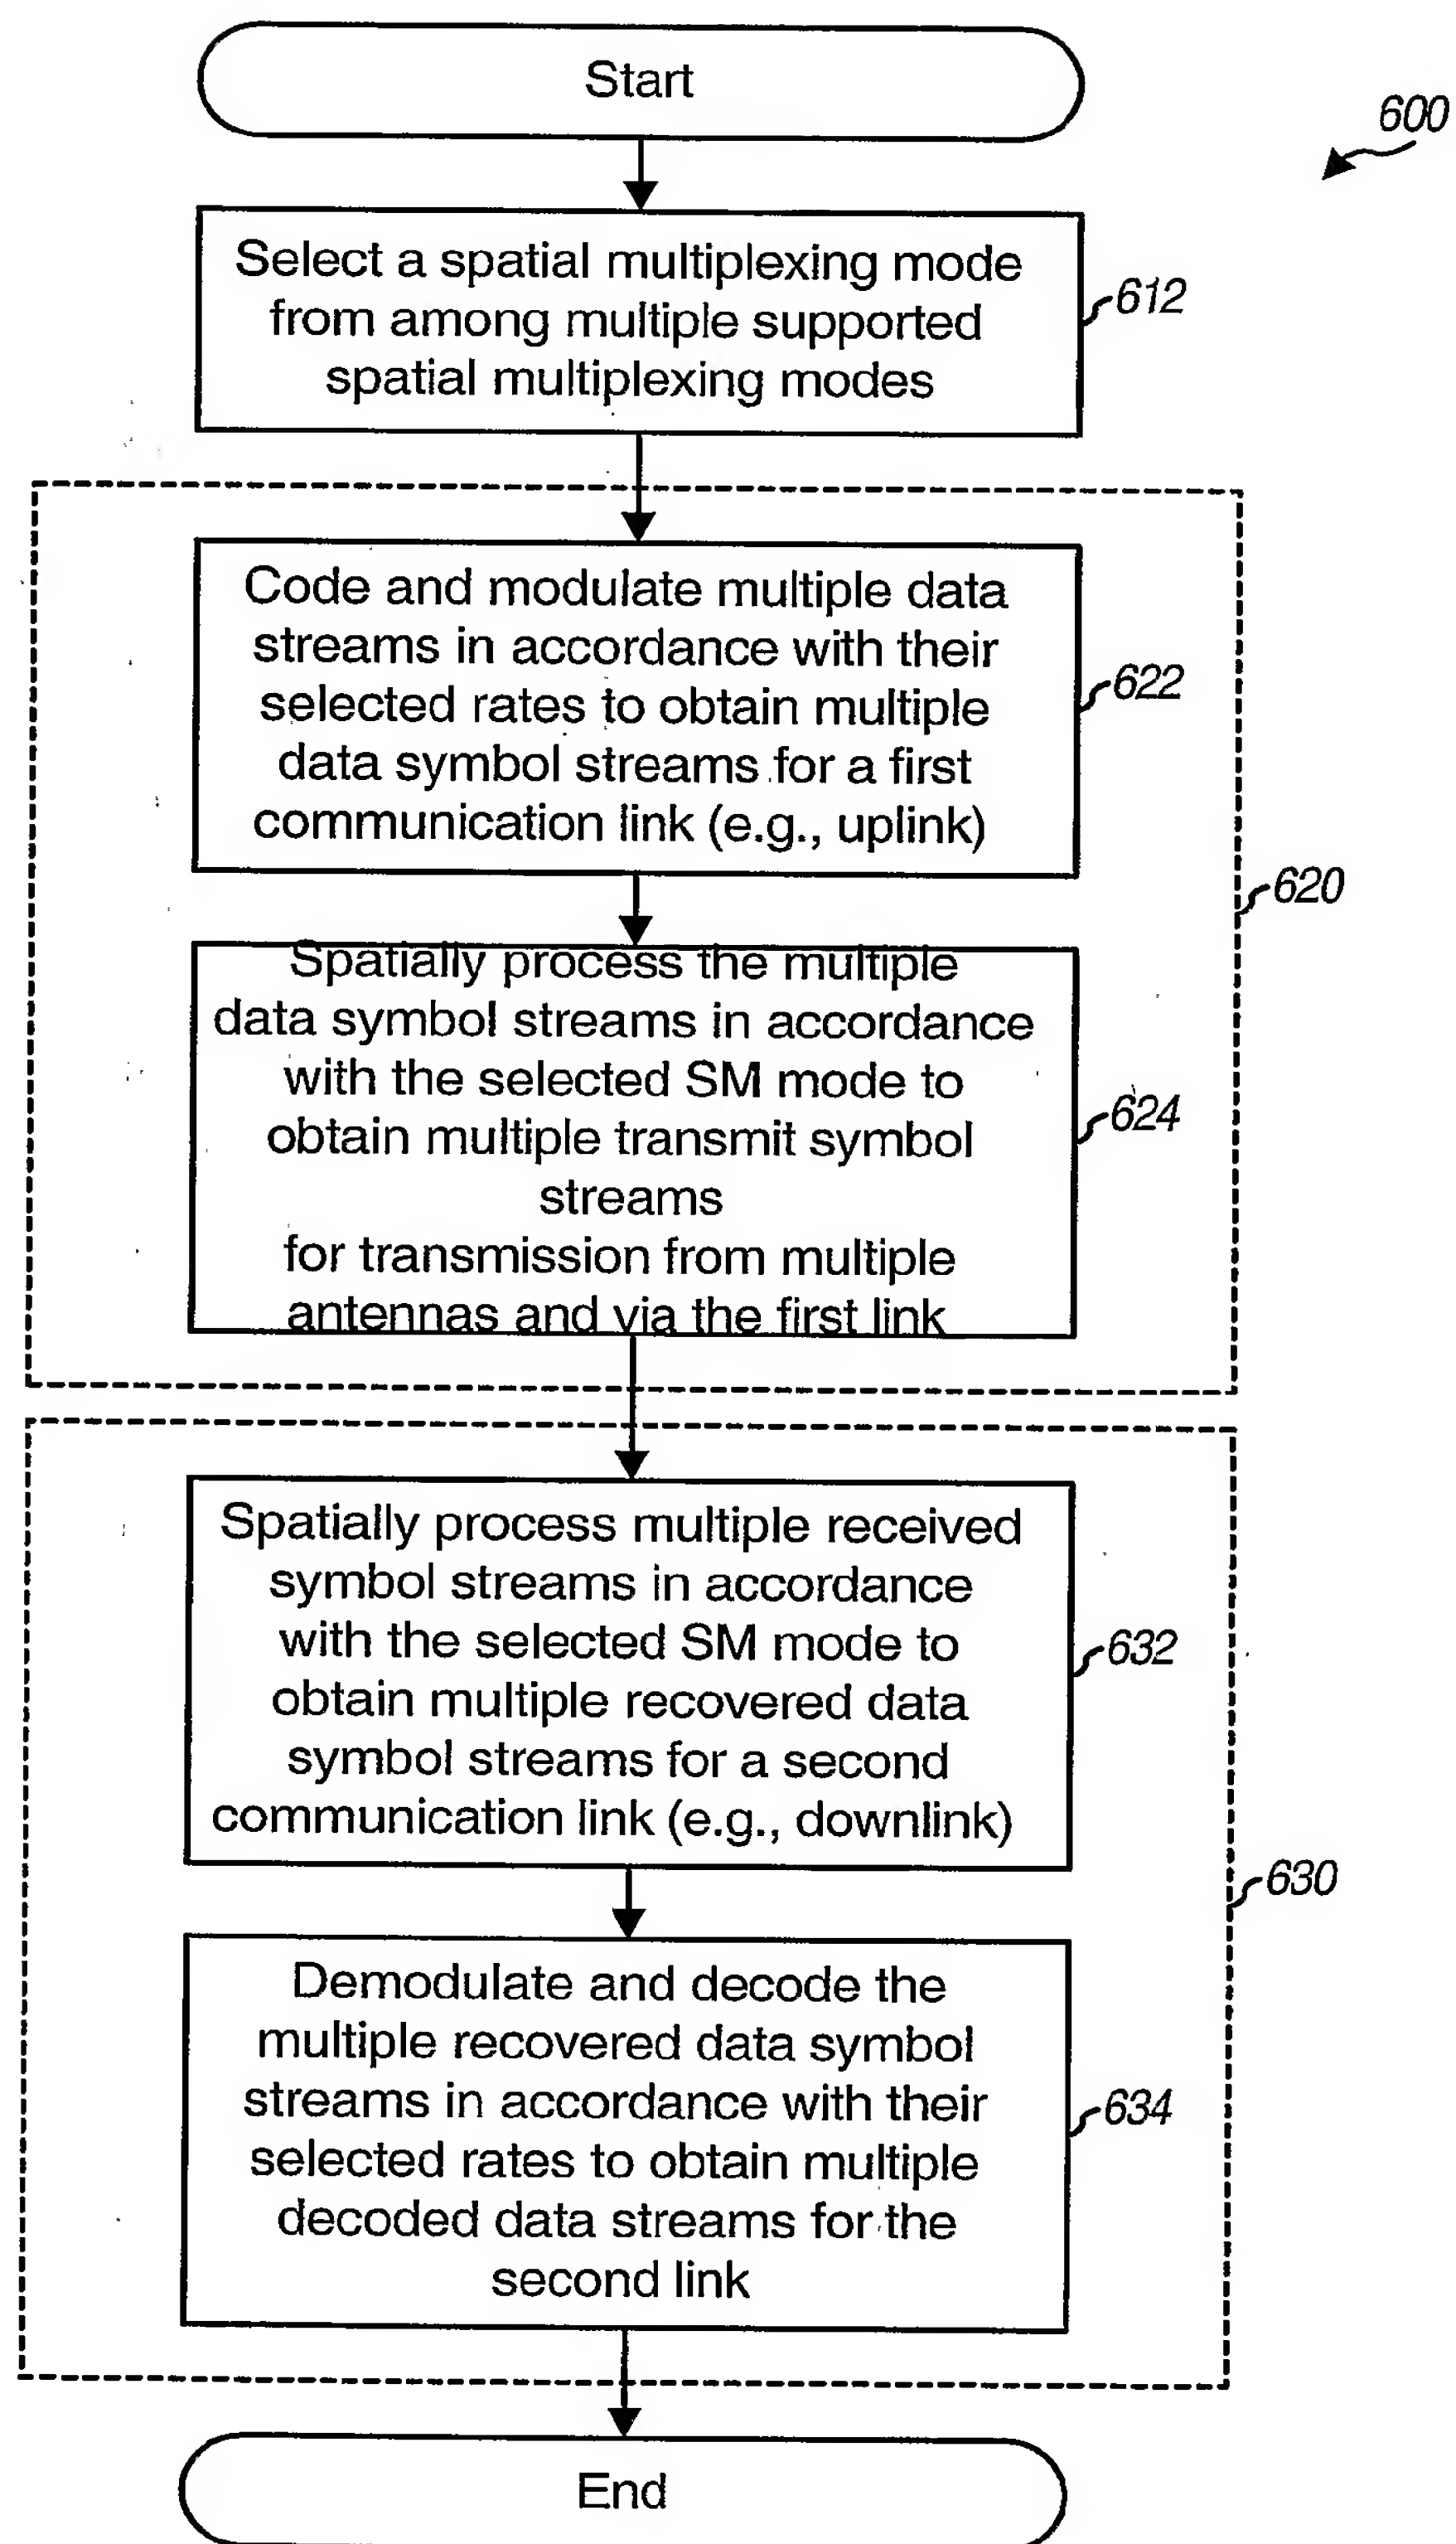 Start
600
Select a spatial multiplexing mode
from among multiple supported
spatial multiplexing modes
612
Code and modulate multiple data
streams in accordance with their
selected rates to obtain multiple
data symbol streams for a first
communication link (e.g., uplink)
622
620
Spatially process the multiple
data symbol streams in accordance
with the selected SM mode to
obtain multiple transmit symbol
streams
for transmission from multiple
antennas and via the first link
624
Spatially process multiple received
symbol streams in accordance
with the selected SM mode to
obtain multiple recovered data
symbol streams for a second
communication link (e.g., downlink)
632
630
Demodulate and decode the
multiple recovered data symbol
streams in accordance with their
selected rates to obtain multiple
decoded data streams for the
second link
634
End